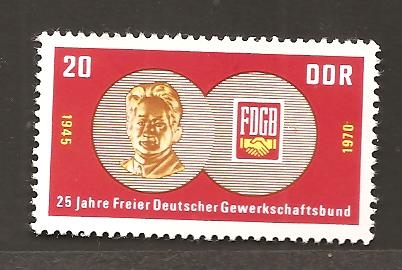 20 DDR
1945
FDGB
1970
25 Jahre Freier Deutscher Gewerkschaftsbund